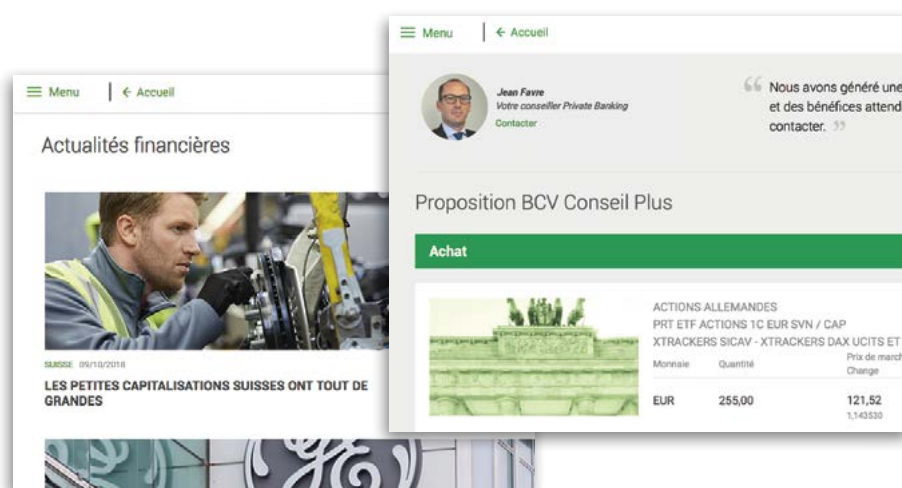 Menu
← Accueil
Actualités financières
SUISSE 09/10/2018
LES PETITES CAPITALISATIONS SUISSES ONT TOUT DE
GRANDES
Menu
← Accueil
Jean Favre
Votre conseiller Private Banking
Contacter
“ Nous avons généré une
et des bénéfices attend
contacter. ”
Proposition BCV Conseil Plus
Achat
ACTIONS ALLEMANDES
PRT ETF ACTIONS 1C EUR SVN / CAP
XTRACKERS SICAV - XTRACKERS DAX UCITS ET
Monnaie Quantité Prix de march
Change
EUR 255,00 121,52
1,143530